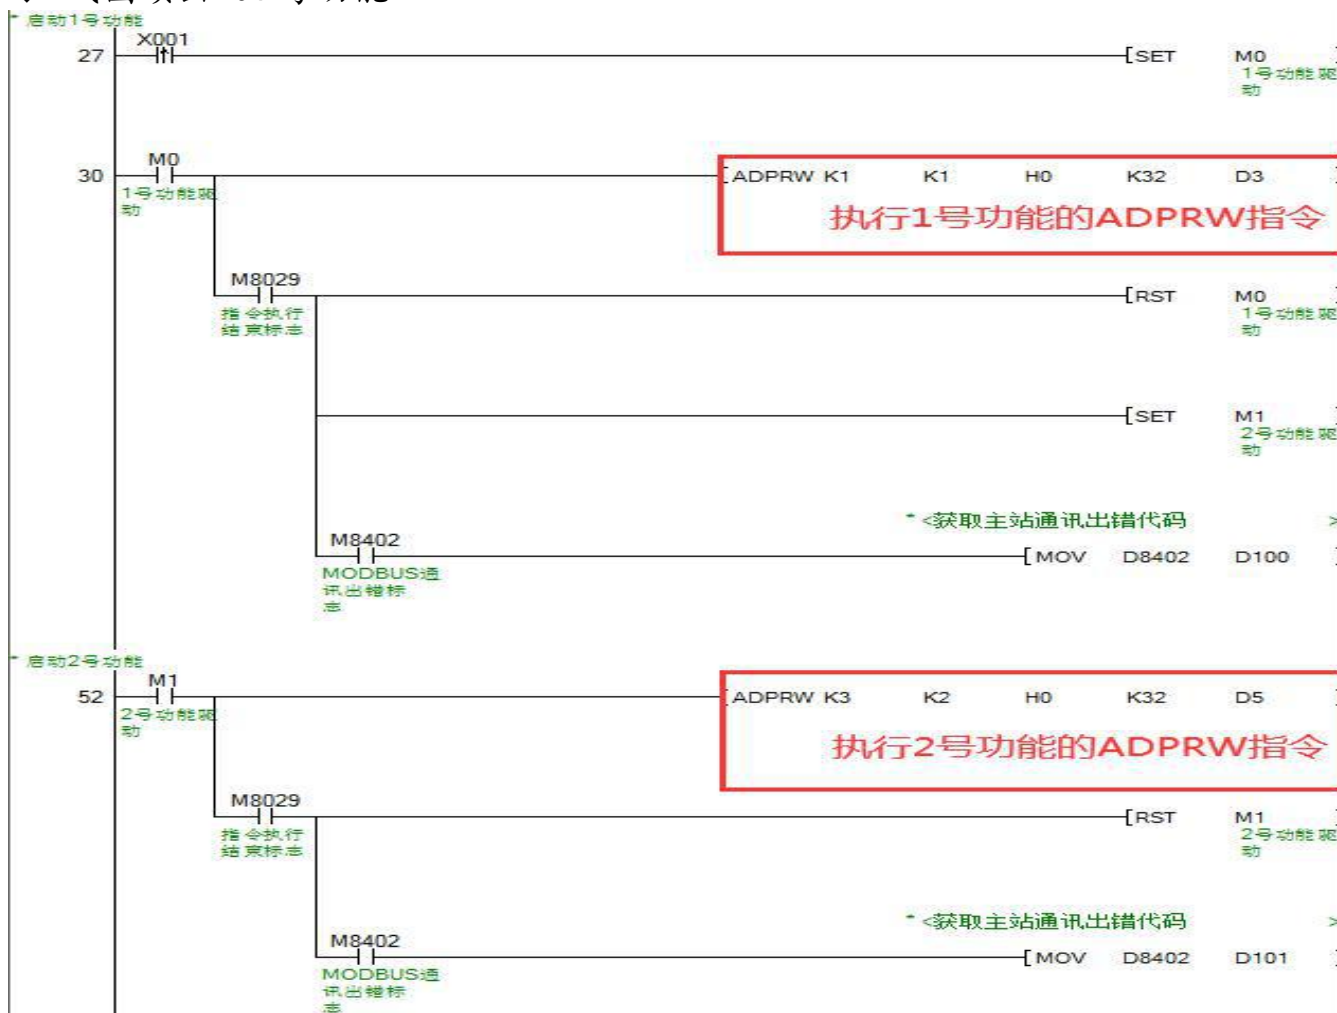 * 启动1号功能
X001
27 [SET M0
1号功能驱
动
M0
30 [ADPRW K1 K1 H0 K32 D3
1号功能驱
动
执行1号功能的ADPRW指令
M8029
[RST M0
指令执行
结束标志
1号功能驱
动
[SET M1
2号功能驱
动
* <获取主站通讯出错代码 >
M8402
[MOV D8402 D100
MODBUS通
讯出错标
志
* 启动2号功能
M1
52 [ADPRW K3 K2 H0 K32 D5
2号功能驱
动
执行2号功能的ADPRW指令
M8029
[RST M1
指令执行
结束标志
2号功能驱
动
* <获取主站通讯出错代码 >
M8402
[MOV D8402 D101
MODBUS通
讯出错标
志